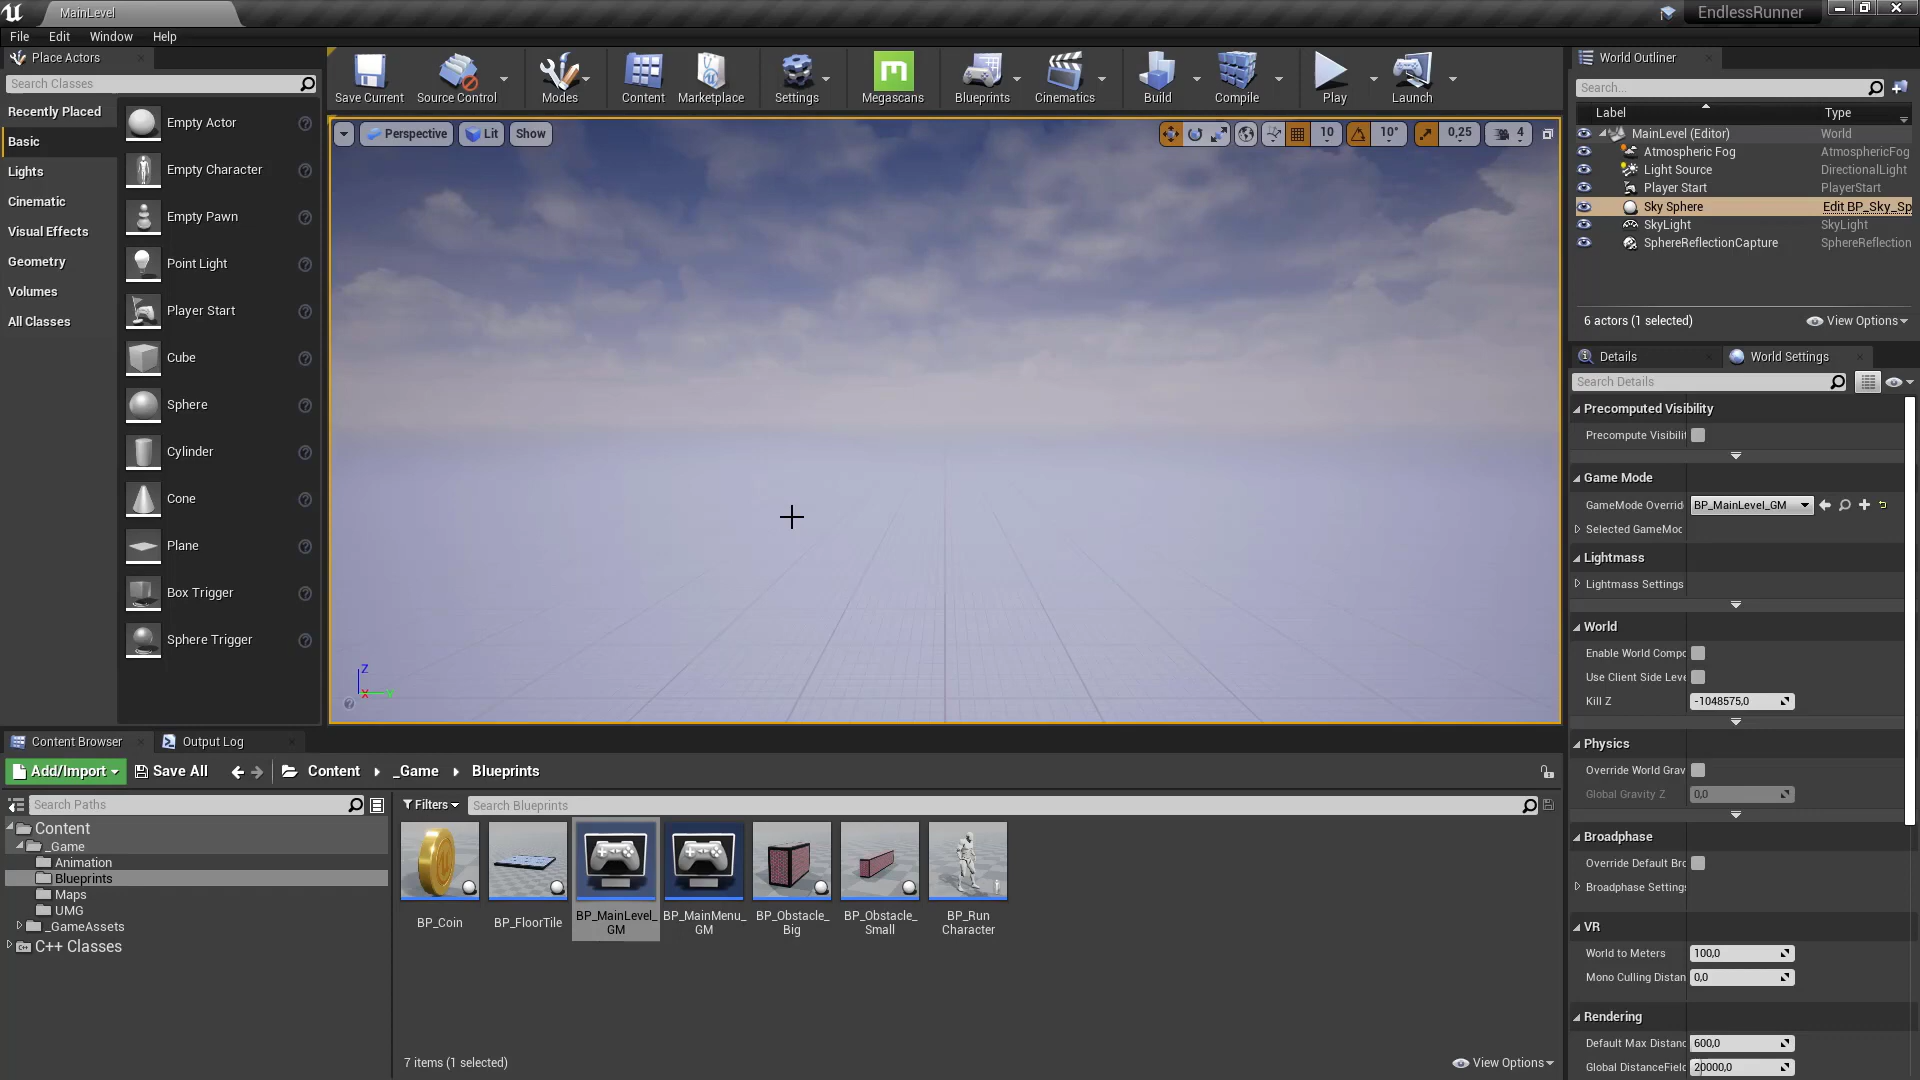 MainLevel
EndlessRunner
File Edit Window Help
Place Actors
Search Classes
Recently Placed
Basic
Lights
Cinematic
Visual Effects
Geometry
Volumes
All Classes
Empty Actor
Empty Character
Empty Pawn
Point Light
Player Start
Cube
Sphere
Cylinder
Cone
Plane
Box Trigger
Sphere Trigger
Save Current
Source Control
Modes
Content
Marketplace
Settings
Megascans
Blueprints
Cinematics
Build
Compile
Play
Launch
Perspective
Lit
Show
10
10°
0,25
4
Z
X
Y
World Outliner
Search...
Label Type
MainLevel (Editor) World
Atmospheric Fog AtmosphericFog
Light Source DirectionalLight
Player Start PlayerStart
Sky Sphere Edit BP_Sky_Sp
SkyLight SkyLight
SphereReflectionCapture SphereReflection
6 actors (1 selected)
View Options
Details
World Settings
Search Details
Precomputed Visibility
Precompute Visibilit
Game Mode
GameMode Overrid BP_MainLevel_GM
Selected GameMoc
Lightmass
Lightmass Settings
World
Enable World Compo
Use Client Side Leve
Kill Z -1048575,0
Physics
Override World Grav
Global Gravity Z 0,0
Broadphase
Override Default Brc
Broadphase Settings
VR
World to Meters 100,0
Mono Culling Distan 0,0
Rendering
Default Max Distanc 600,0
Global DistanceField 20000,0
Content Browser
Output Log
Add/Import
Save All
Content
_Game
Blueprints
Search Paths
Filters
Search Blueprints
Content
_Game
Animation
Blueprints
Maps
UMG
_GameAssets
C++ Classes
BP_Coin
BP_FloorTile
BP_MainLevel_
GM
BP_MainMenu_
GM
BP_Obstacle_
Big
BP_Obstacle_
Small
BP_Run
Character
7 items (1 selected)
View Options